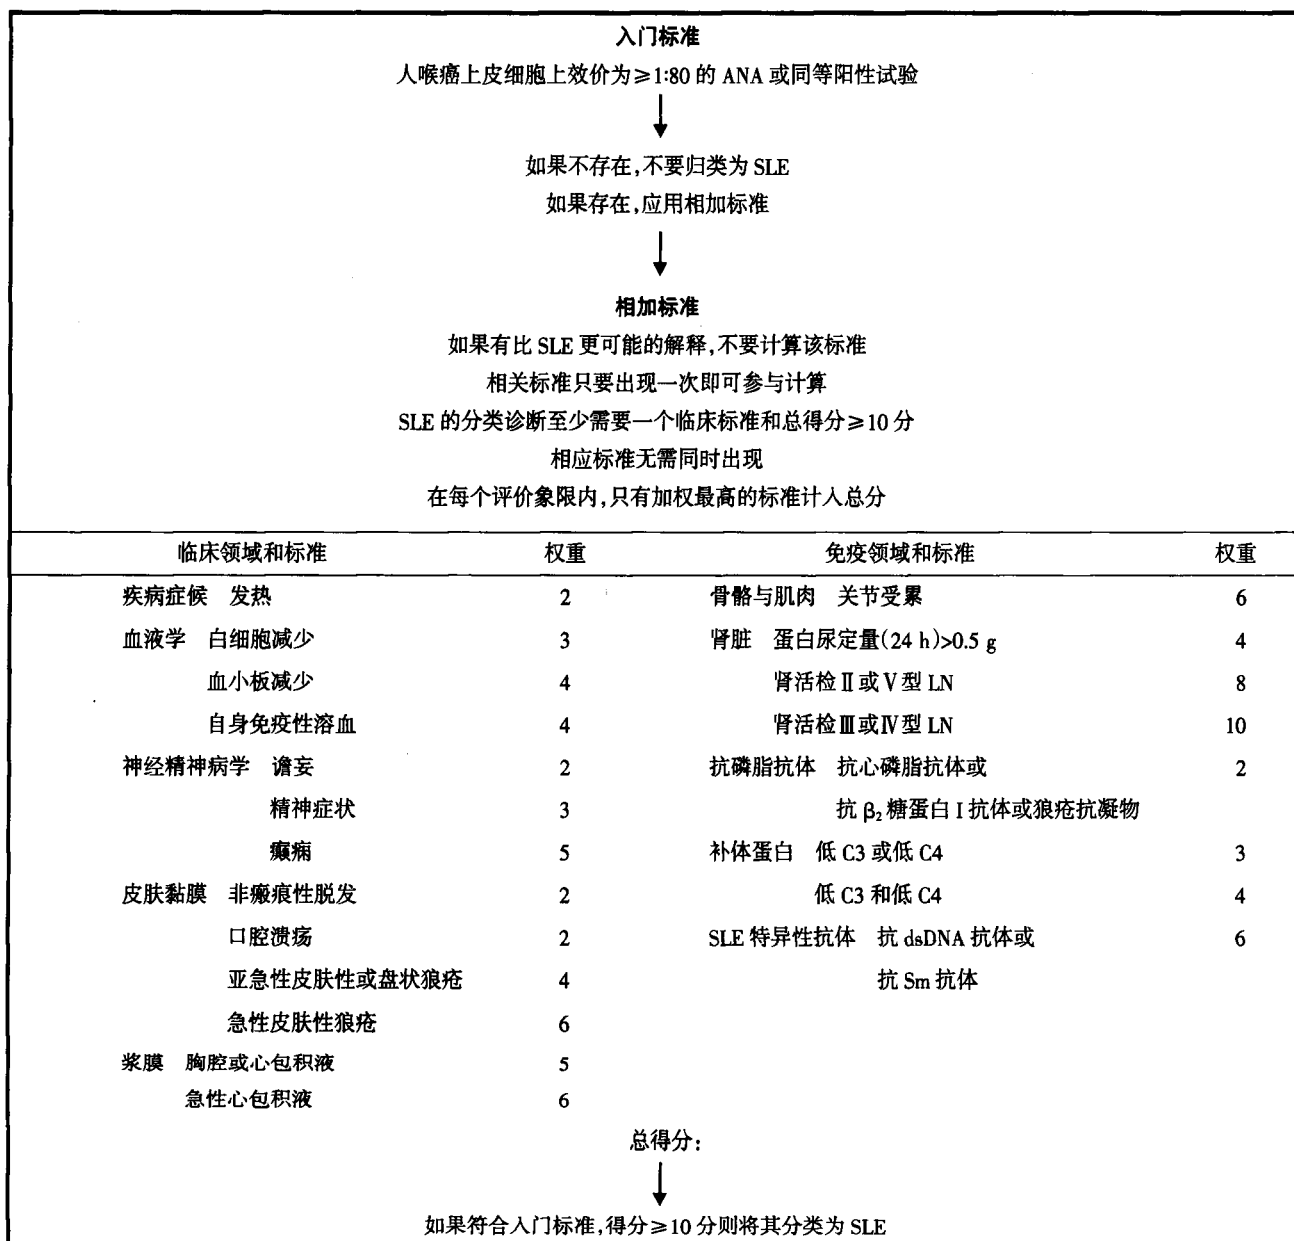 入门标准
人喉癌上皮细胞上效价为≥1:80 的 ANA 或同等阳性试验
如果不存在,不要归类为 SLE
如果存在,应用相加标准
相加标准
如果有比 SLE 更可能的解释,不要计算该标准
相关标准只要出现一次即可参与计算
SLE 的分类诊断至少需要一个临床标准和总得分≥10 分
相应标准无需同时出现
在每个评价象限内,只有加权最高的标准计入总分
临床领域和标准 权重 免疫领域和标准 权重
疾病症候 发热 2 骨骼与肌肉 关节受累 6
血液学 白细胞减少 3 肾脏 蛋白尿定量(24 h)>0.5 g 4
血小板减少 4 肾活检Ⅱ或Ⅴ型 LN 8
自身免疫性溶血 4 肾活检Ⅲ或Ⅳ型 LN 10
神经精神病学 谵妄 2 抗磷脂抗体 抗心磷脂抗体或 2
精神症状 3 抗 β₂ 糖蛋白 I 抗体或狼疮抗凝物
癫痫 5 补体蛋白 低 C3 或低 C4 3
皮肤黏膜 非瘢痕性脱发 2 低 C3 和低 C4 4
口腔溃疡 2 SLE 特异性抗体 抗 dsDNA 抗体或 6
亚急性皮肤性或盘状狼疮 4 抗 Sm 抗体
急性皮肤性狼疮 6
浆膜 胸腔或心包积液 5
急性心包积液 6
总得分:
如果符合入门标准,得分≥10 分则将其分类为 SLE